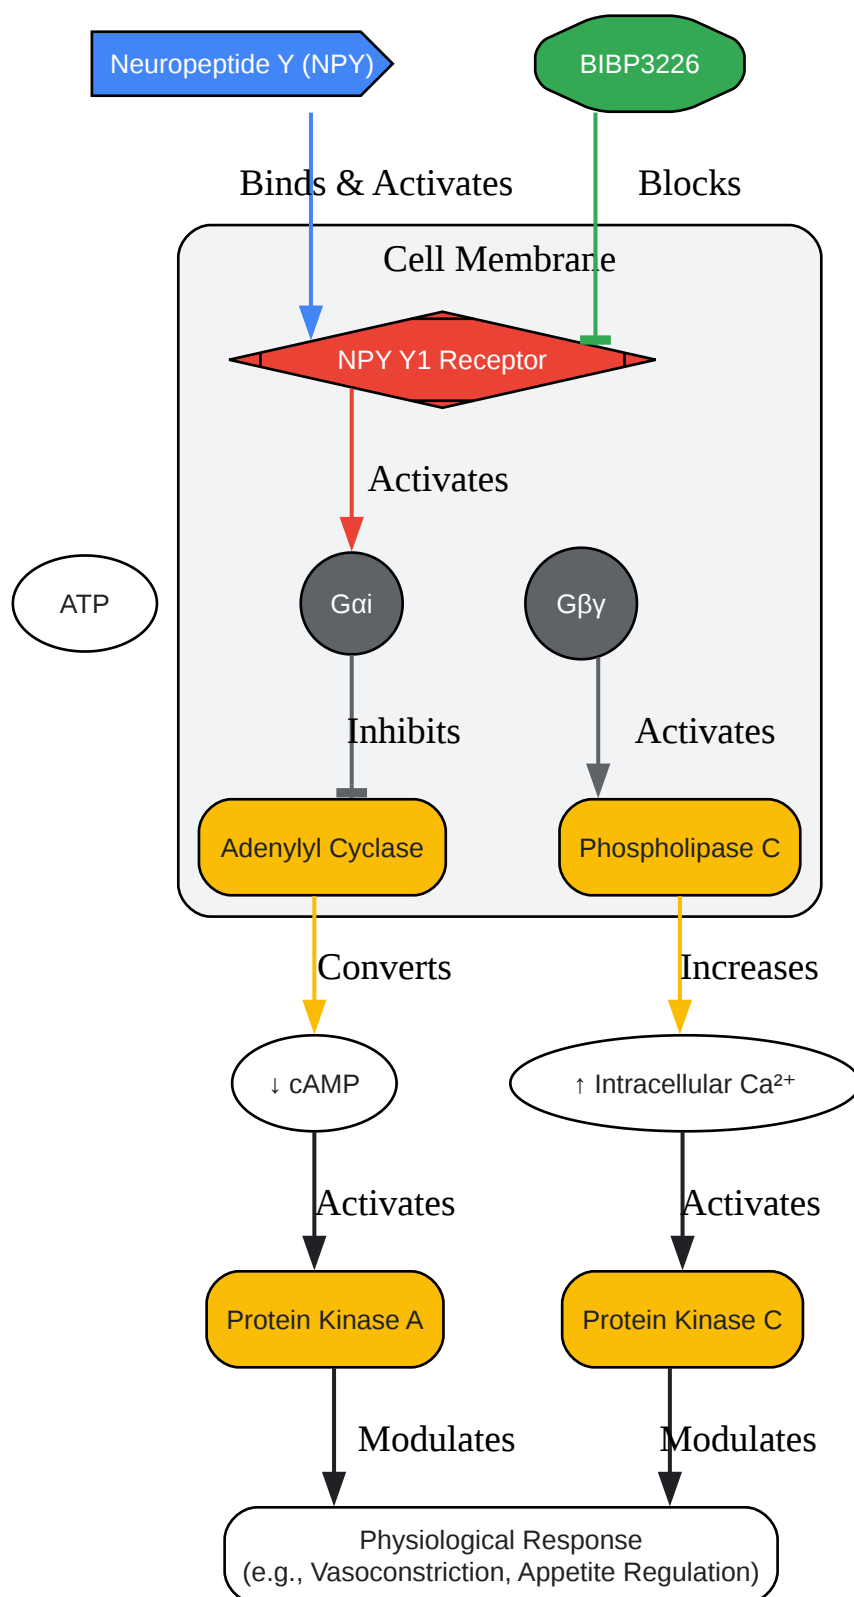 Neuropeptide Y (NPY)
BIBP3226
Binds & Activates
Blocks
Cell Membrane
NPY Y1 Receptor
Activates
ATP
Gαi
Gβγ
Inhibits
Activates
Adenylyl Cyclase
Phospholipase C
Converts
Increases
↓ cAMP
↑ Intracellular Ca²⁺
Activates
Activates
Protein Kinase A
Protein Kinase C
Modulates
Modulates
Physiological Response
(e.g., Vasoconstriction, Appetite Regulation)